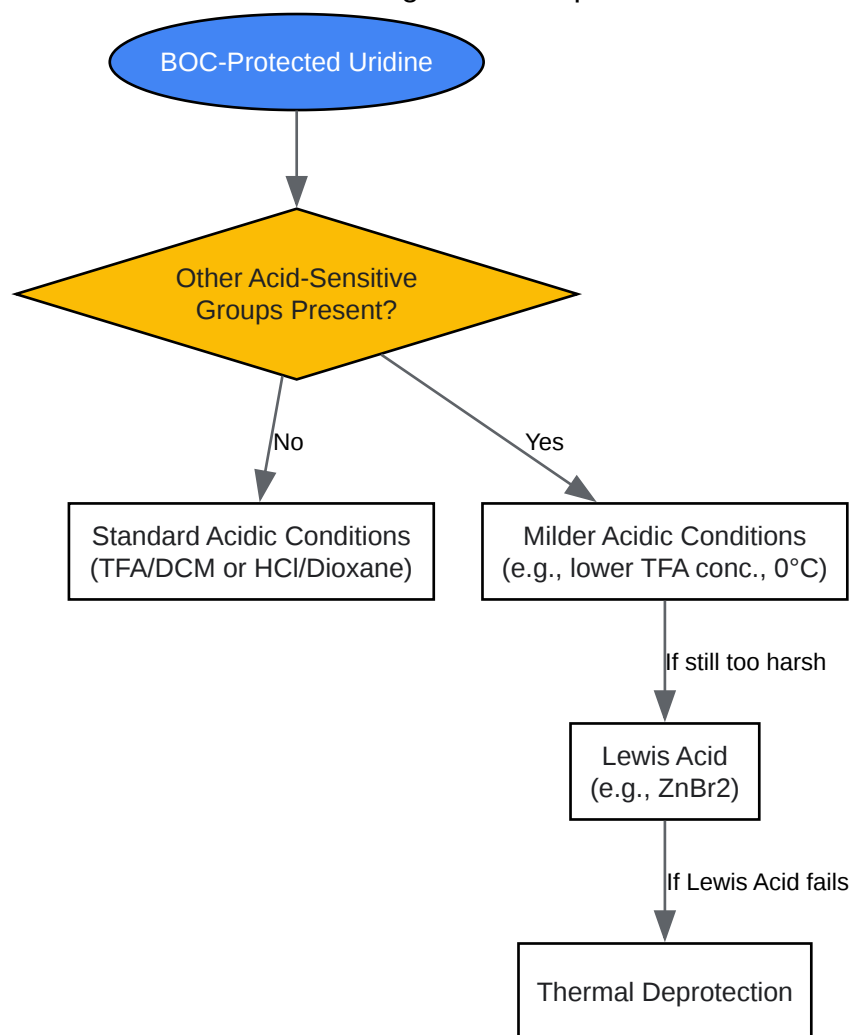 BOC-Protected Uridine
Other Acid-Sensitive
Groups Present?
No
Yes
Standard Acidic Conditions
(TFA/DCM or HCl/Dioxane)
Milder Acidic Conditions
(e.g., lower TFA conc., 0°C)
If still too harsh
Lewis Acid
(e.g., ZnBr2)
If Lewis Acid fails
Thermal Deprotection